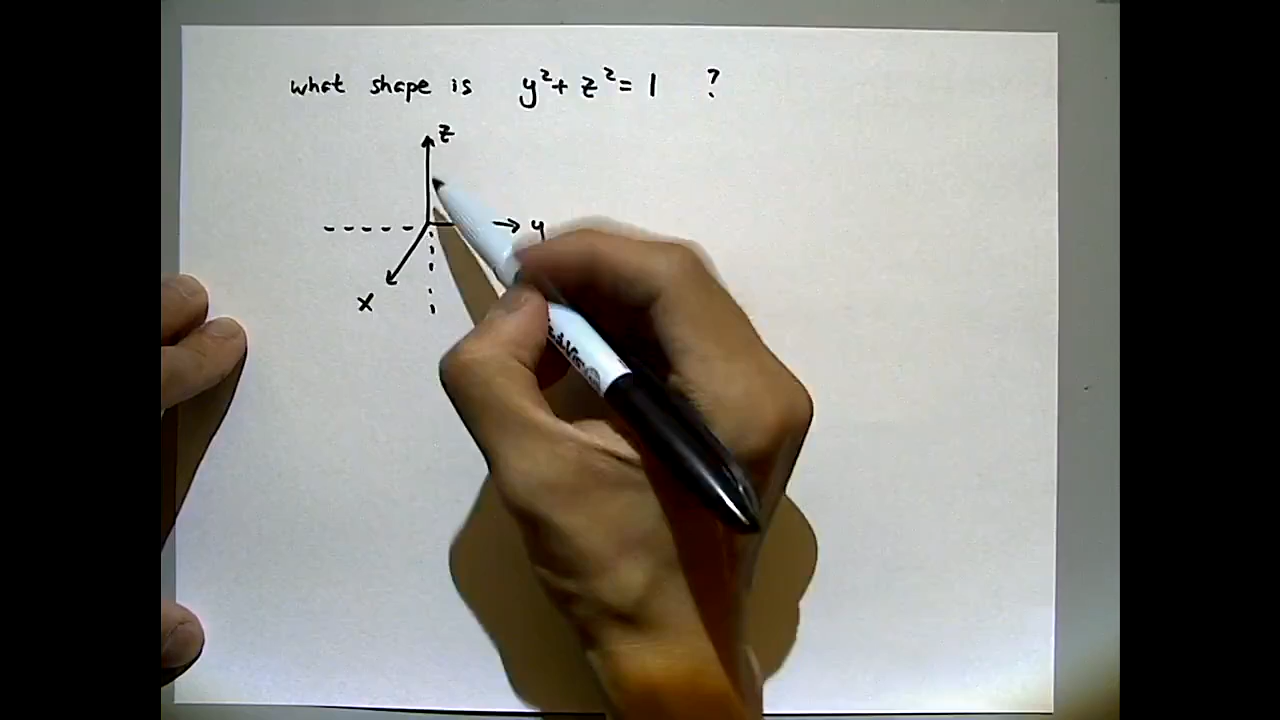 what shape is y²+ z² = 1 ?
z
y
x